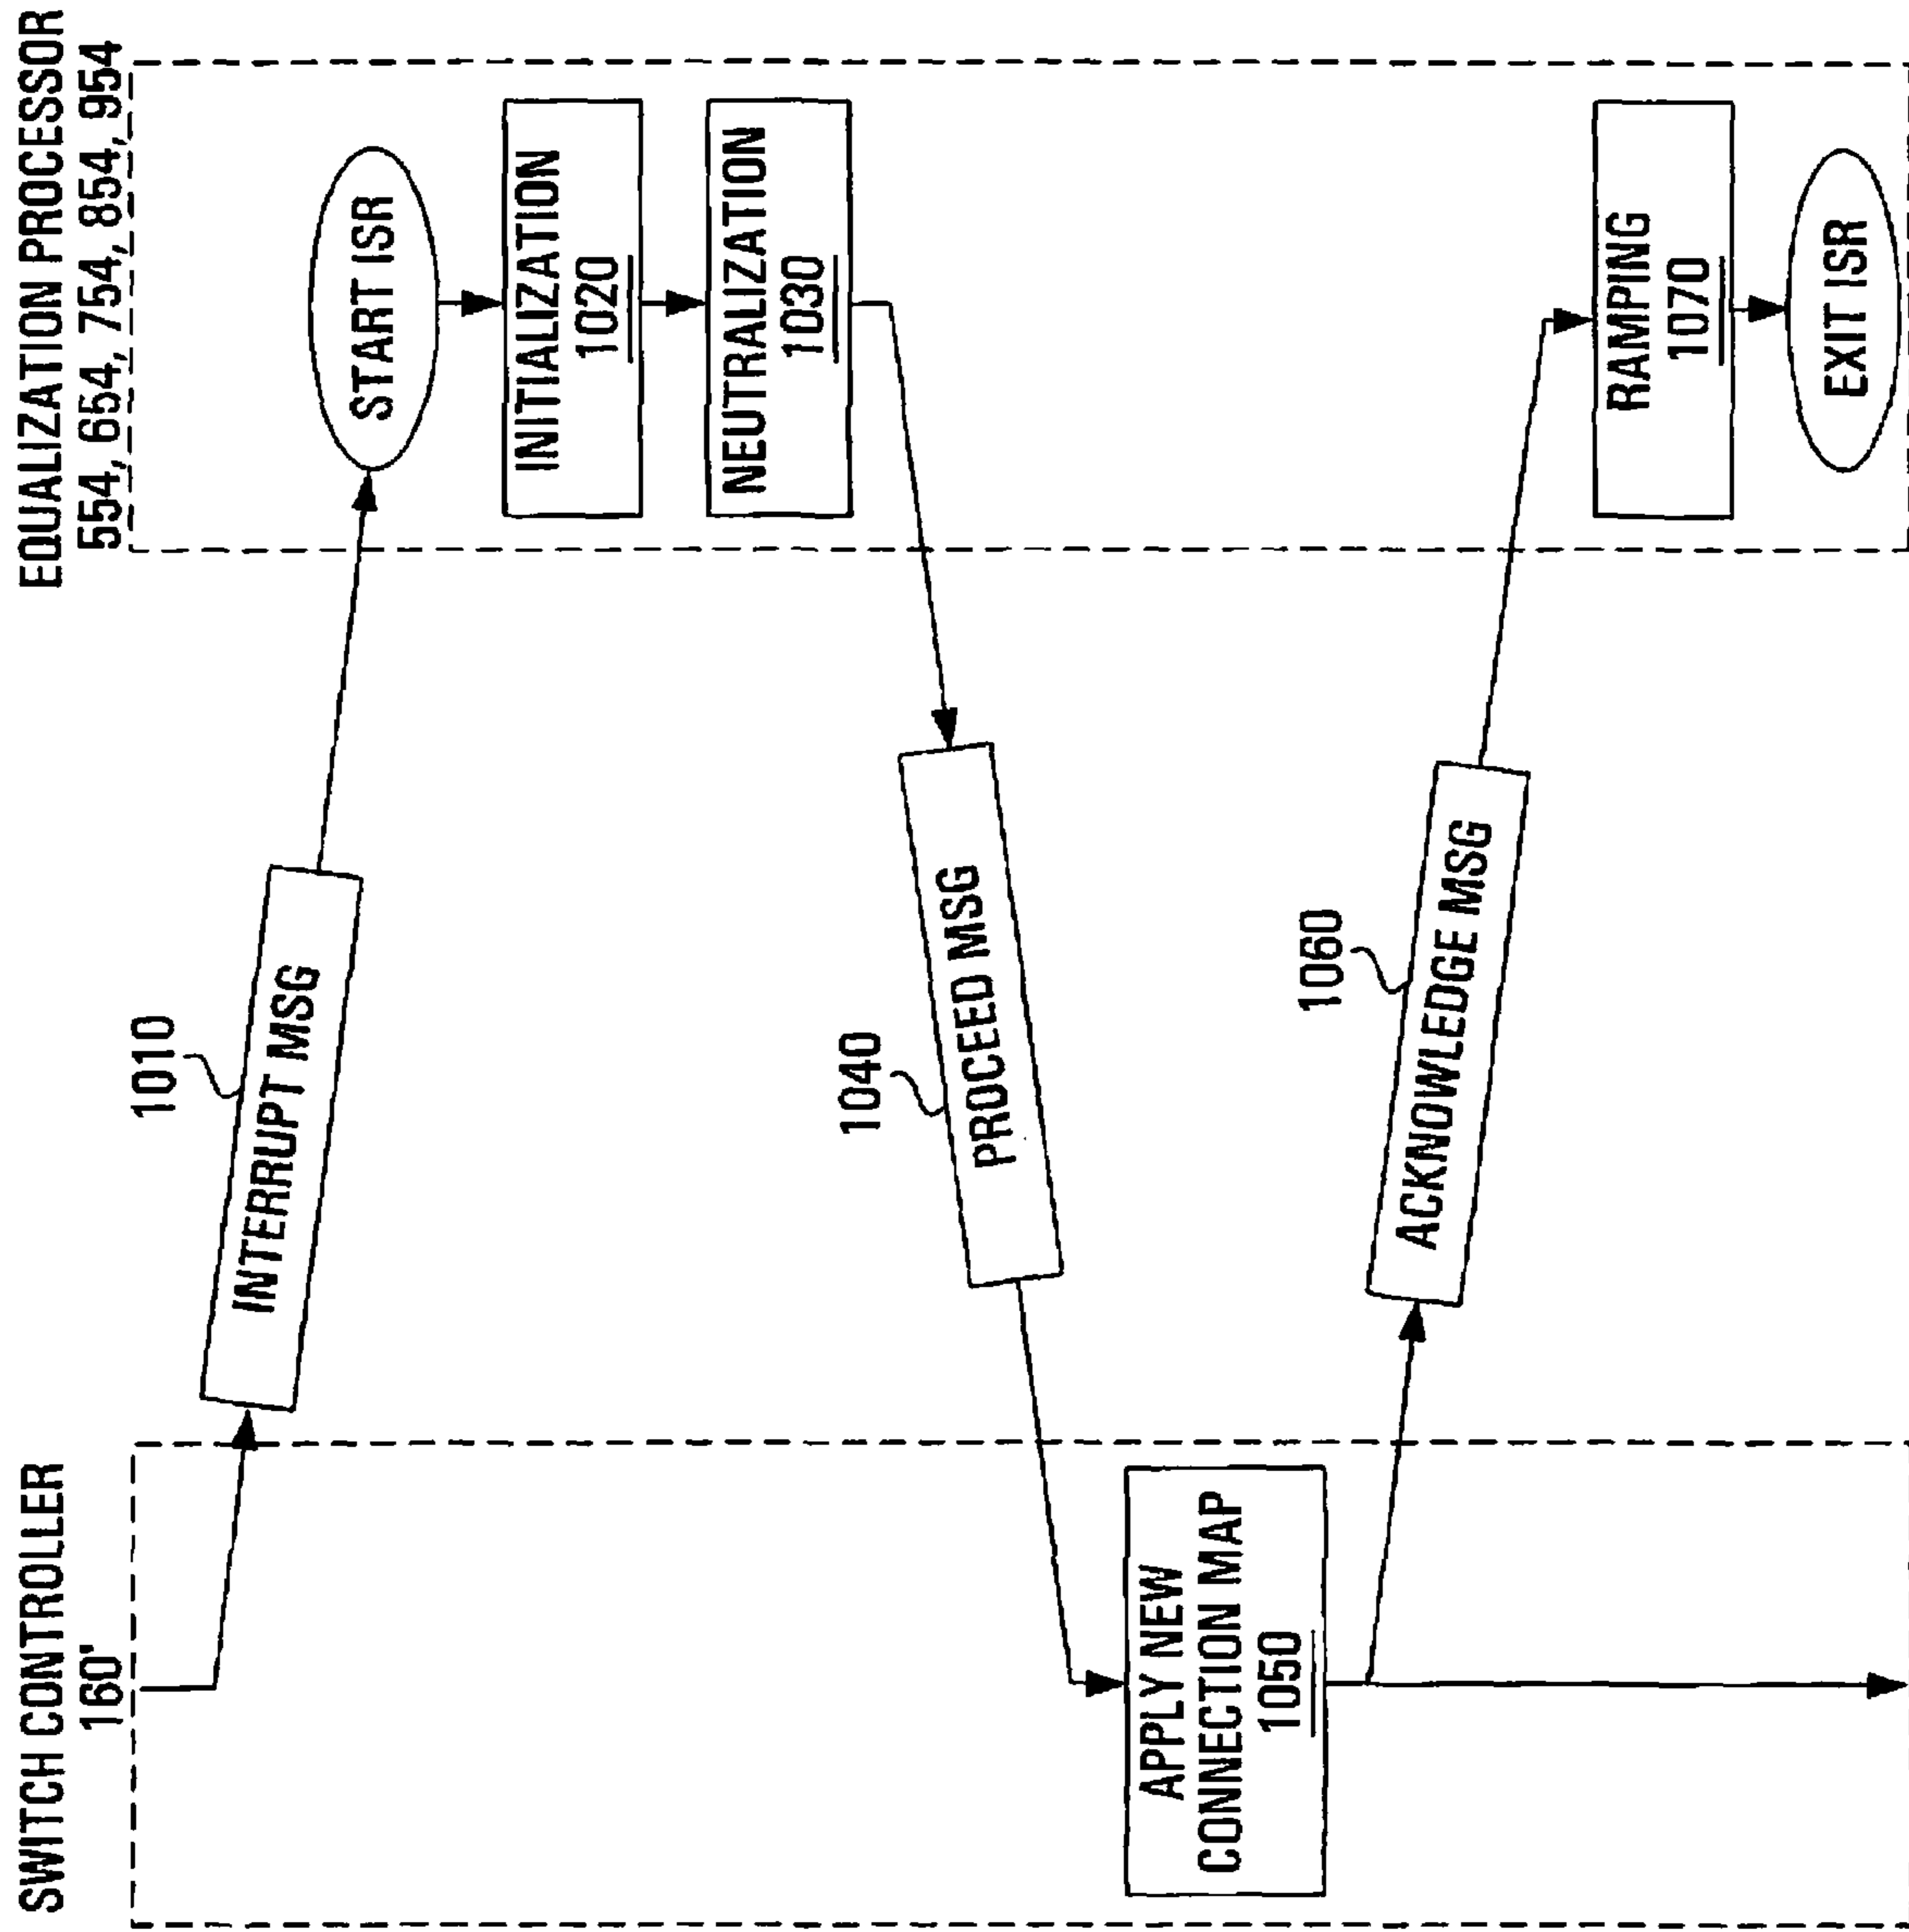 SWITCH CONTROLLER
160'
EQUALIZATION PROCESSOR
554, 654, 754, 854, 954
1010
INTERRUPT MSG
START ISR
INITIALIZATION
1020
NEUTRALIZATION
1030
1040
PROCEED MSG
APPLY NEW
CONNECTION MAP
1050
1060
ACKNOWLEDGE MSG
RAMPING
1070
EXIT ISR